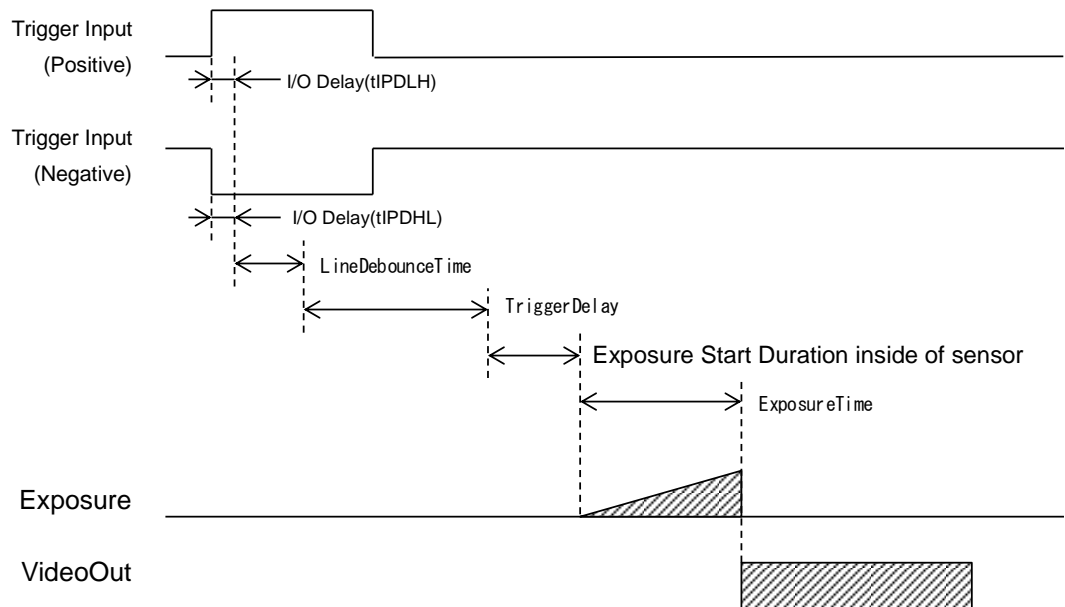 Trigger Input
(Positive)
I/O Delay(tIPDLH)
Trigger Input
(Negative)
I/O Delay(tIPDHL)
LineDebounceTime
TriggerDelay
Exposure Start Duration inside of sensor
ExposureTime
Exposure
VideoOut